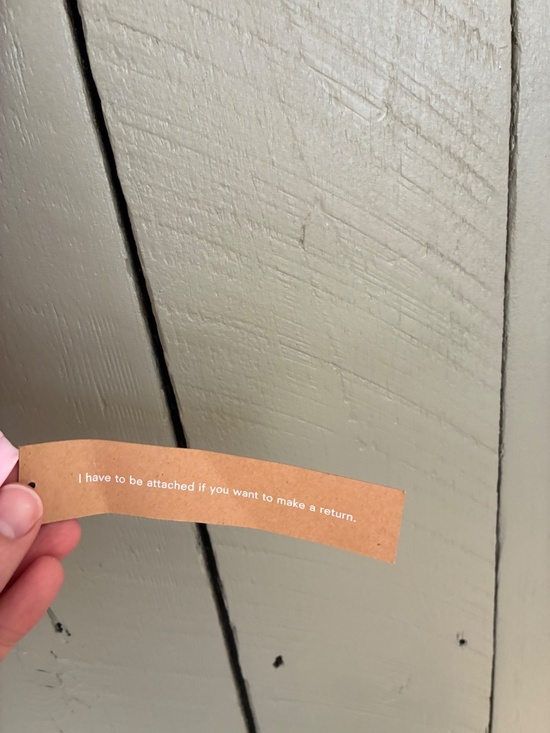 I have to be attached if you want to make a return.